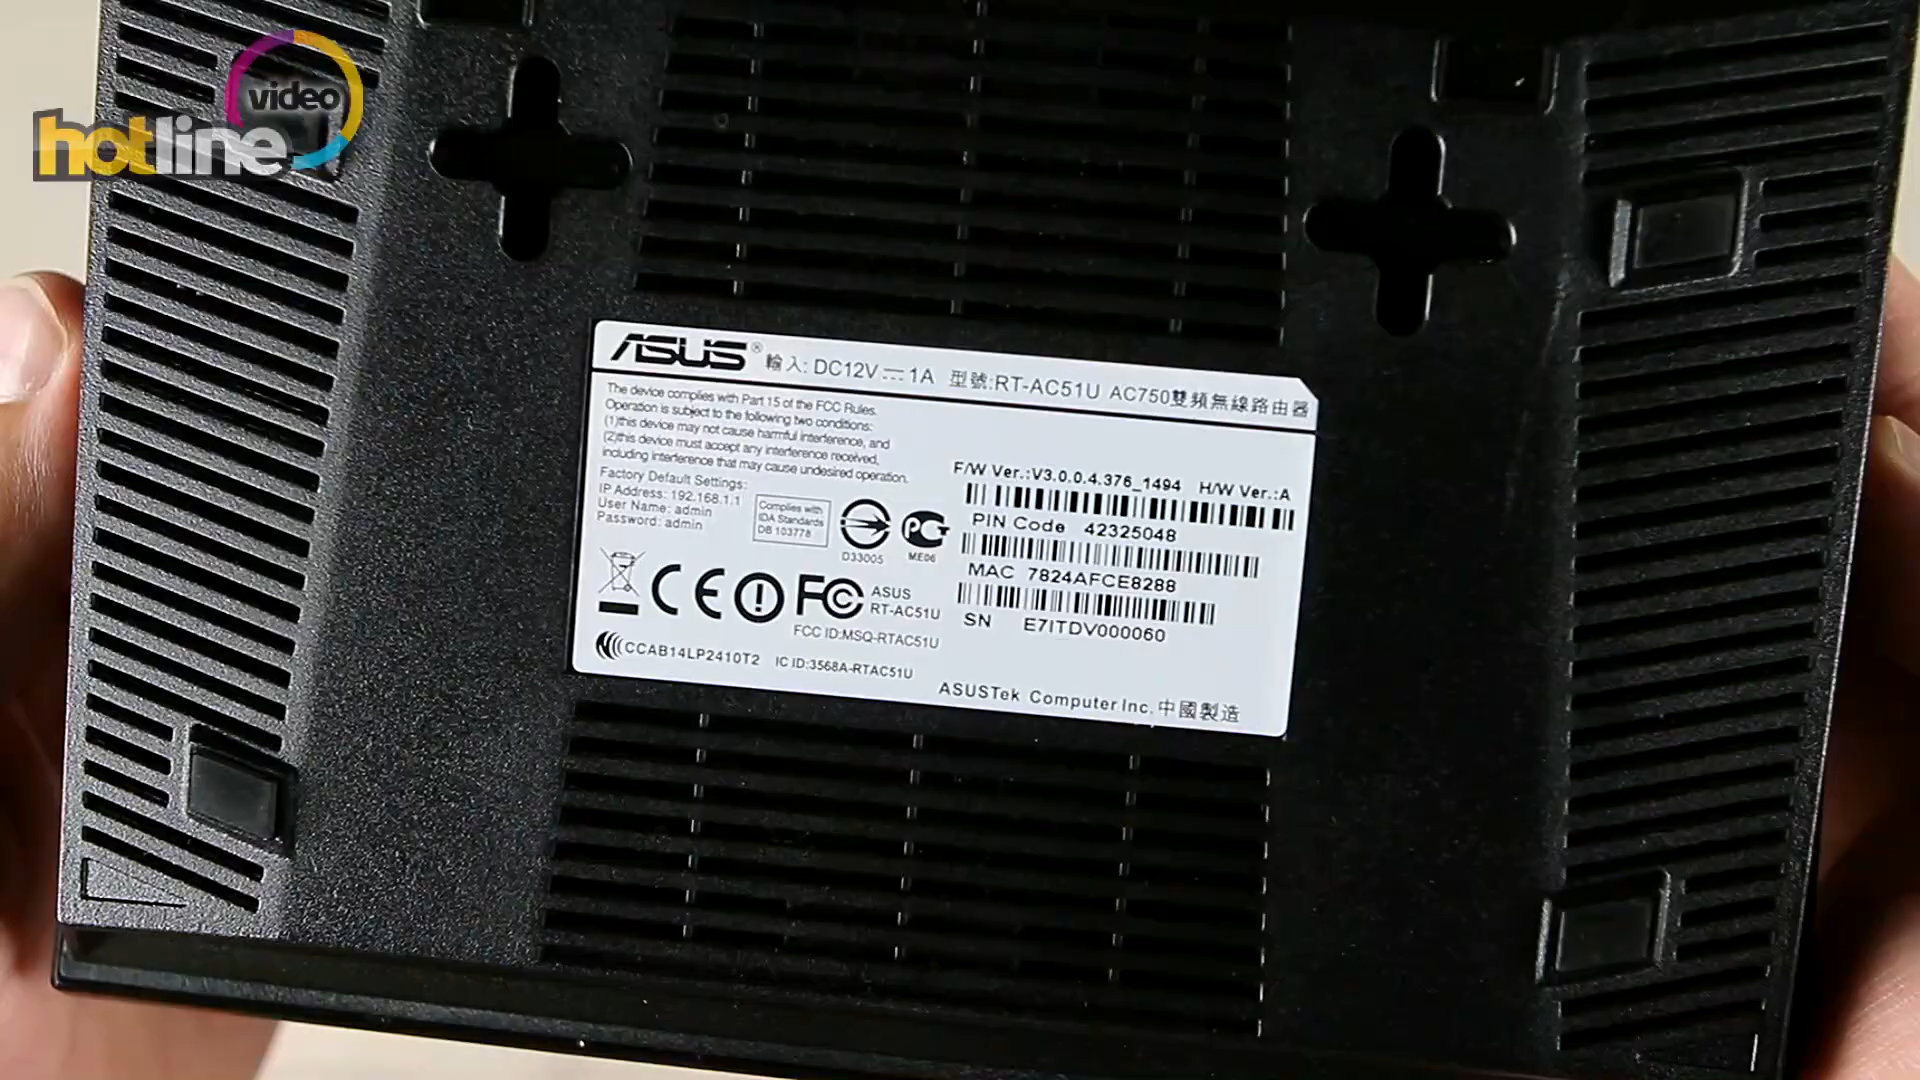 video
hotline
ASUS® 輸入: DC12V⎓1A 型號:RT-AC51U AC750雙頻無線路由器
The device complies with Part 15 of the FCC Rules.
Operation is subject to the following two conditions:
(1)this device may not cause harmful interference, and
(2)this device must accept any interference received,
including interference that may cause undesired operation.
Factory Default Settings:
IP Address: 192.168.1.1
User Name: admin
Password: admin
Complies with
IDA Standards
DB 103778
D33005
ME06
F/W Ver.:V3.0.0.4.376_1494 H/W Ver.:A
PIN Code 42325048
MAC 7824AFCE8288
SN E7ITDV000060
CE FC ASUS
RT-AC51U
FCC ID:MSQ-RTAC51U
CCAB14LP2410T2 IC ID:3568A-RTAC51U
ASUSTek Computer Inc. 中國製造